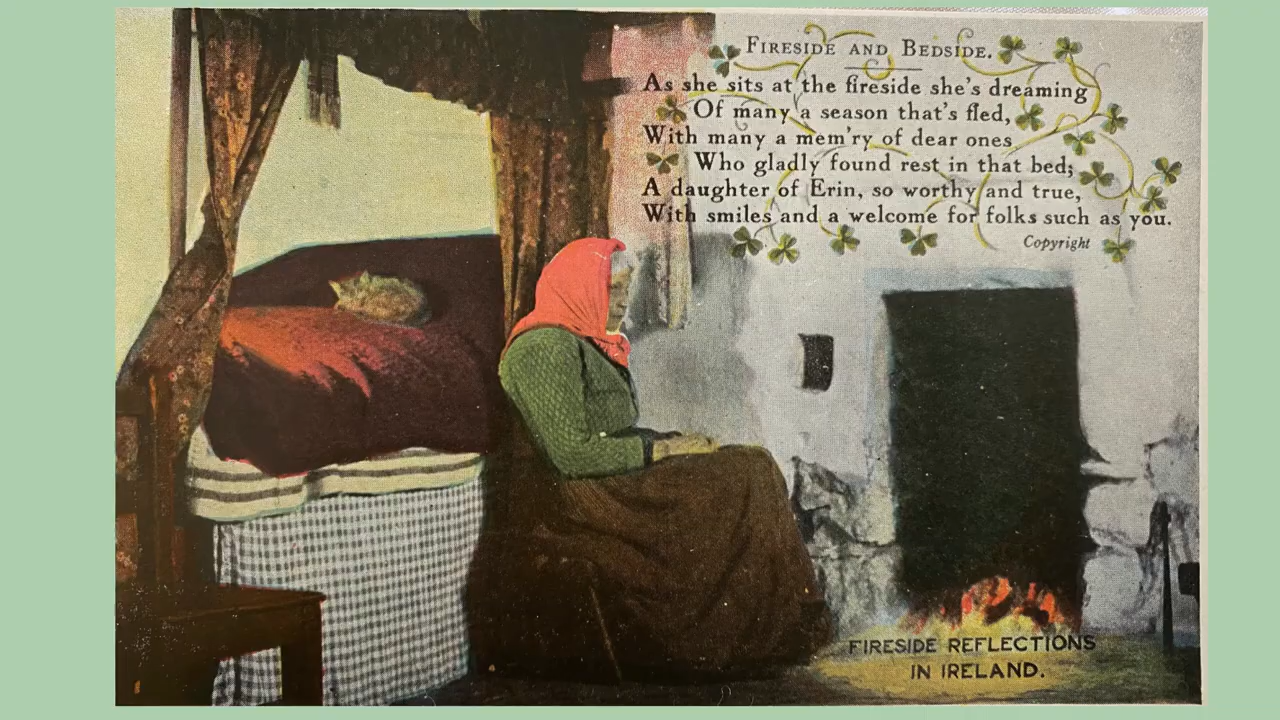 FIRESIDE AND BEDSIDE.
As she sits at the fireside she's dreaming
Of many a season that's fled,
With many a mem'ry of dear ones
Who gladly found rest in that bed;
A daughter of Erin, so worthy and true,
With smiles and a welcome for folks such as you.
Copyright
FIRESIDE REFLECTIONS
IN IRELAND.